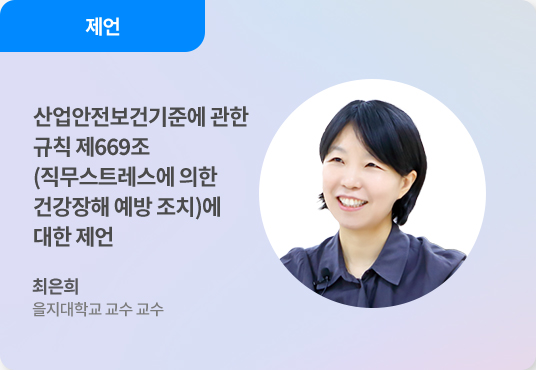 제언
산업안전보건기준에 관한
규칙 제669조
(직무스트레스에 의한
건강장해 예방 조치)에
대한 제언
최은희
을지대학교 교수 교수